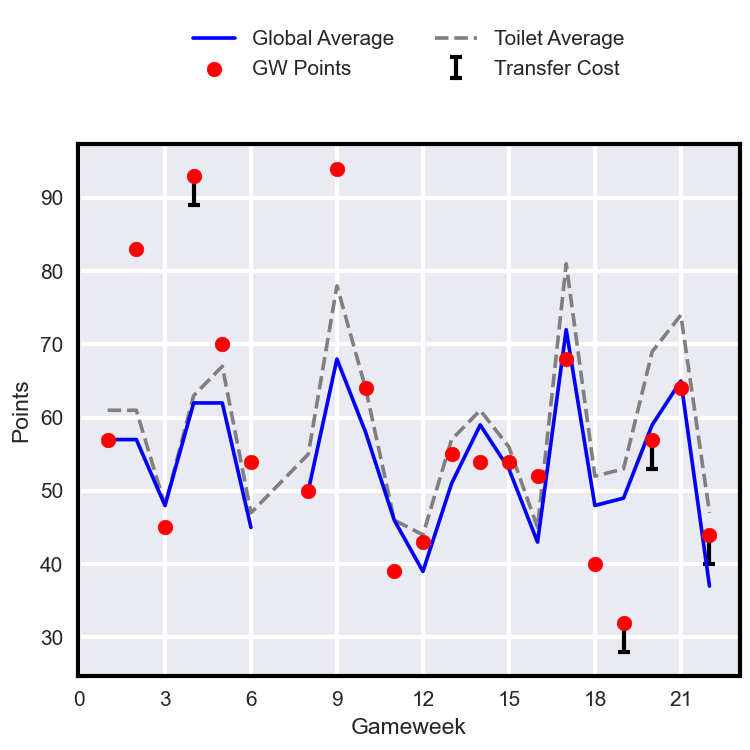 Global Average
GW Points
Toilet Average
Transfer Cost
Points
90
80
70
60
50
40
30
0 3 6 9 12 15 18 21
Gameweek